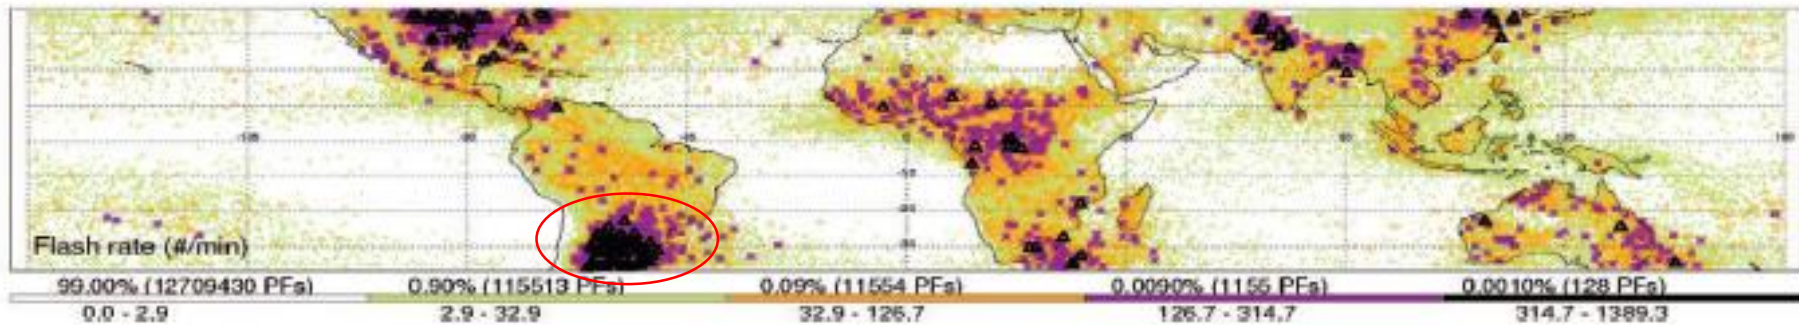 Flash rate (#/min)
99.00% (12709430 PFs) 0.90% (115513 PFs) 0.09% (11554 PFs) 0.0090% (1155 PFs) 0.0010% (128 PFs)
0.0 - 2.9 2.9 - 32.9 32.9 - 126.7 126.7 - 314.7 314.7 - 1389.3